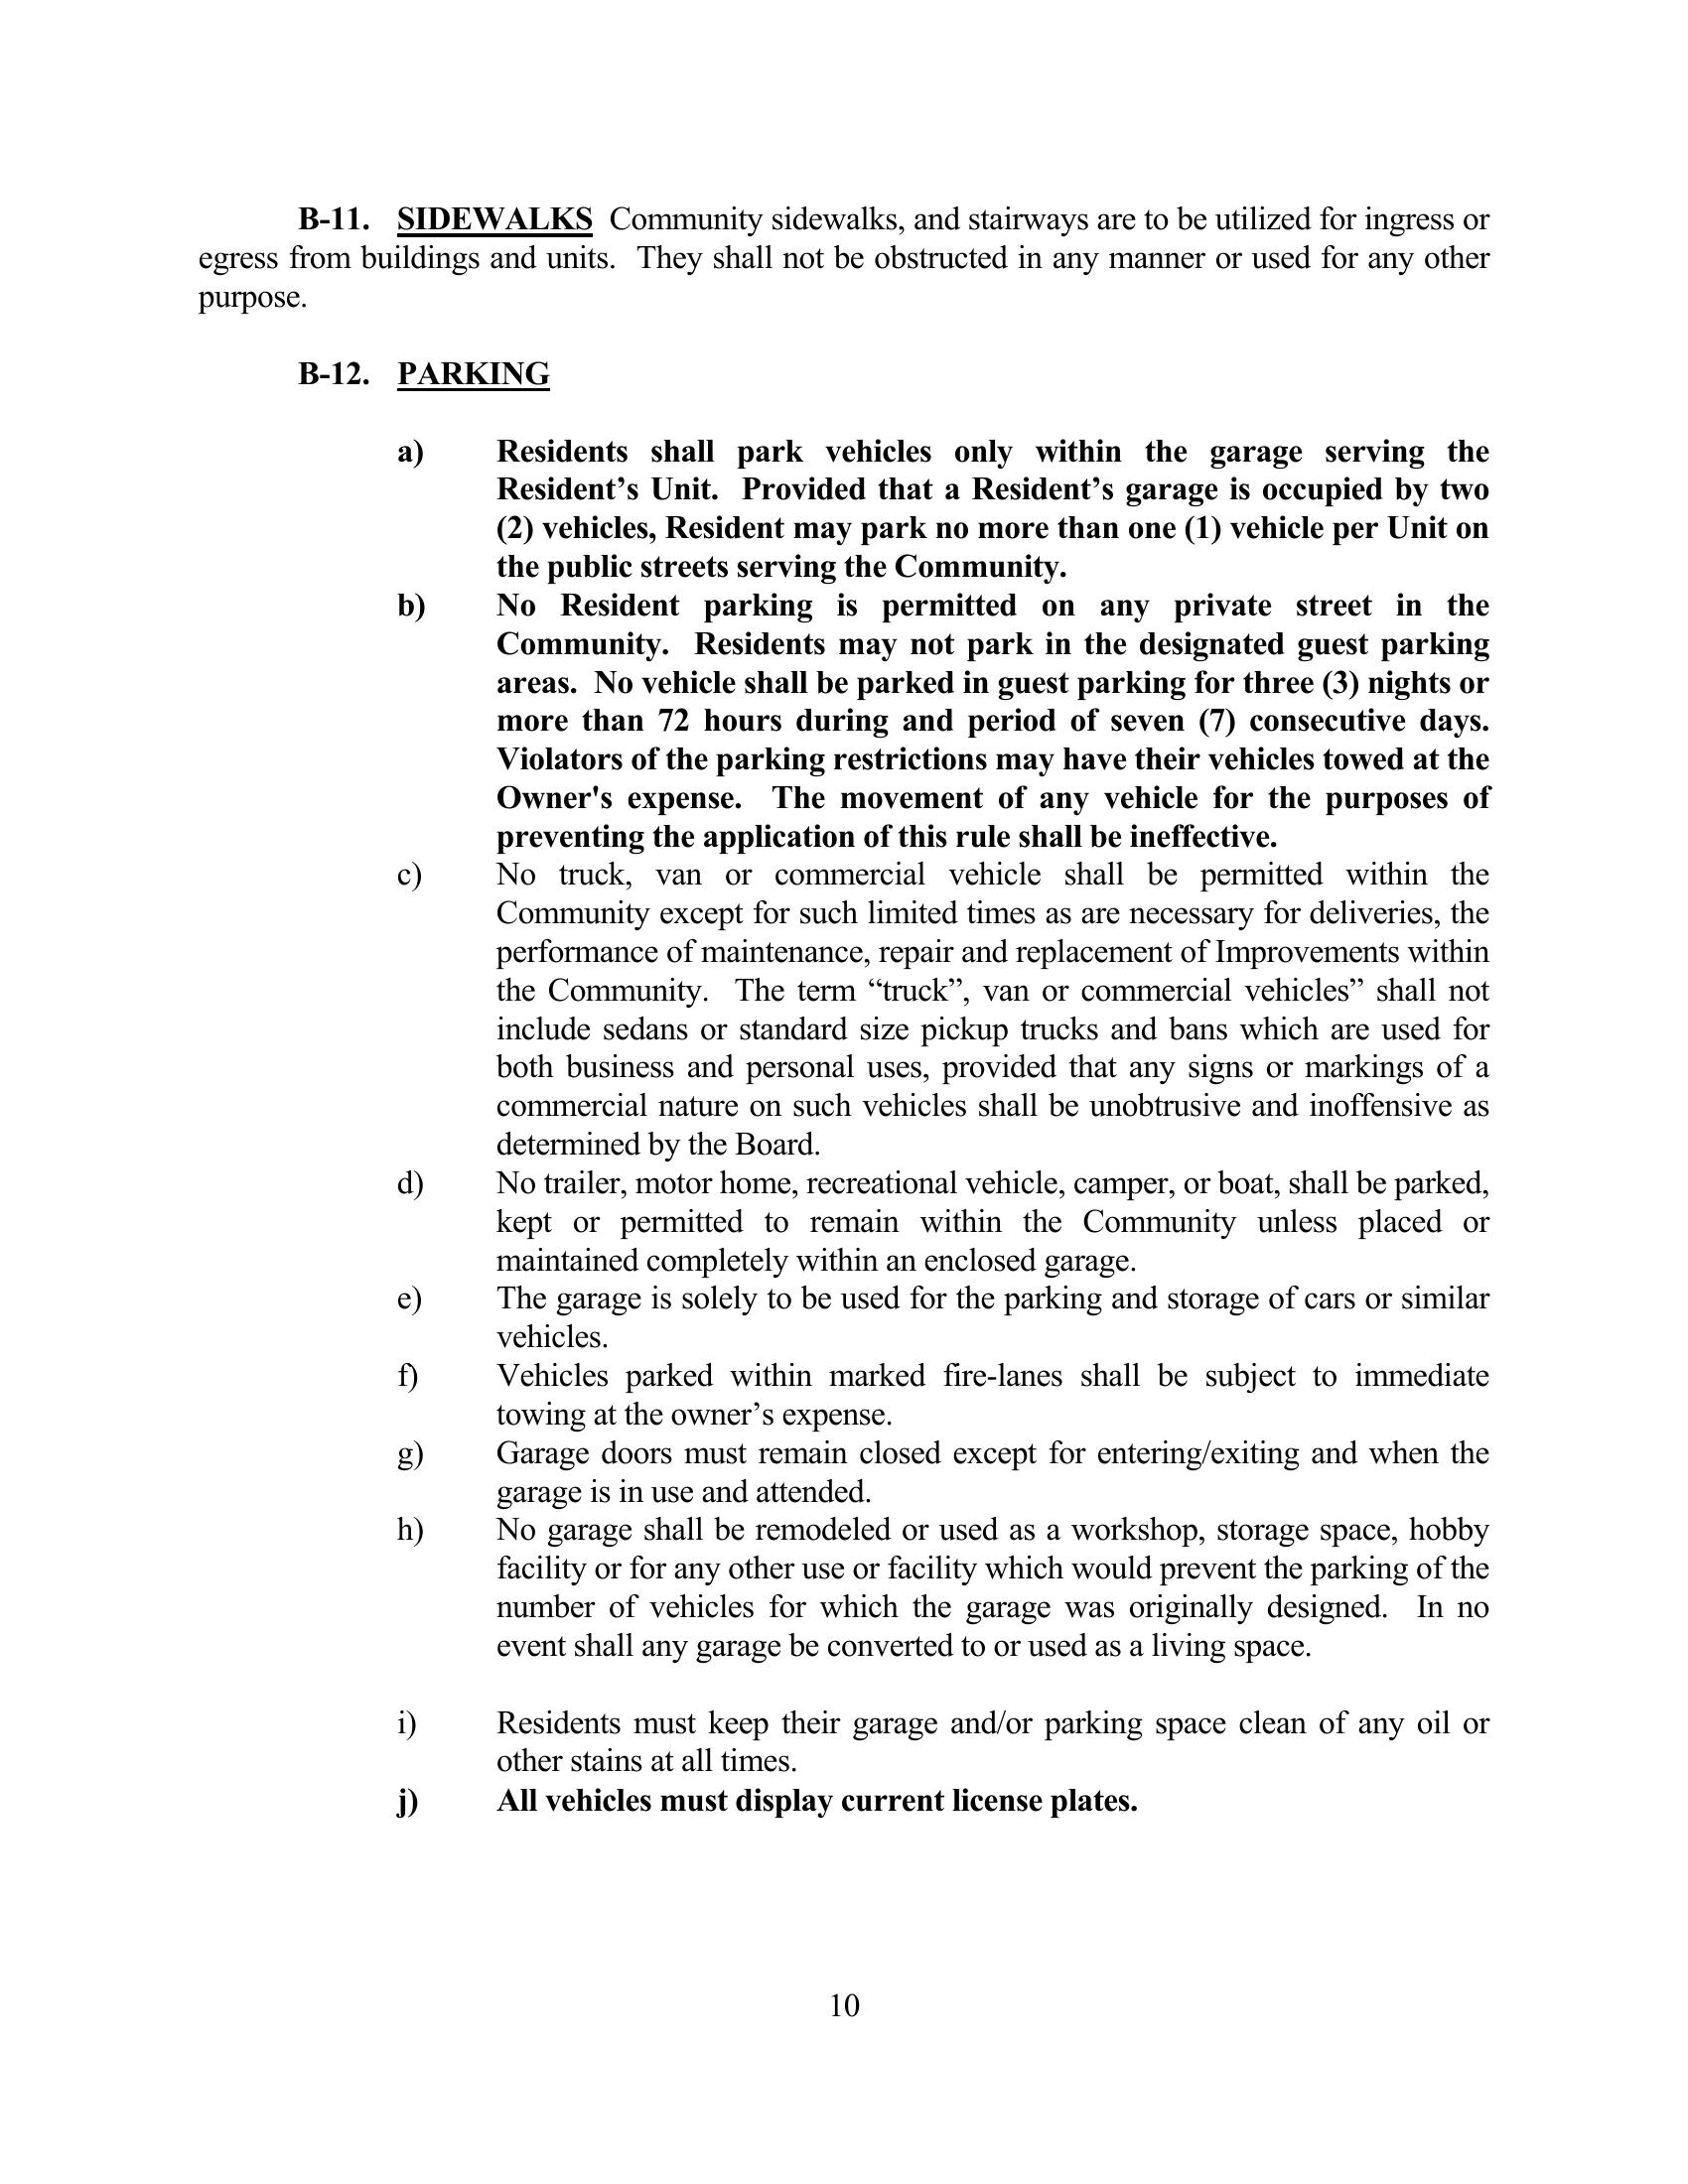 B-11. SIDEWALKS Community sidewalks, and stairways are to be utilized for ingress or
egress from buildings and units. They shall not be obstructed in any manner or used for any other
purpose.
B-12. PARKING
a) Residents shall park vehicles only within the garage serving the
Resident’s Unit. Provided that a Resident’s garage is occupied by two
(2) vehicles, Resident may park no more than one (1) vehicle per Unit on
the public streets serving the Community.
b) No Resident parking is permitted on any private street in the
Community. Residents may not park in the designated guest parking
areas. No vehicle shall be parked in guest parking for three (3) nights or
more than 72 hours during and period of seven (7) consecutive days.
Violators of the parking restrictions may have their vehicles towed at the
Owner's expense. The movement of any vehicle for the purposes of
preventing the application of this rule shall be ineffective.
c) No truck, van or commercial vehicle shall be permitted within the
Community except for such limited times as are necessary for deliveries, the
performance of maintenance, repair and replacement of Improvements within
the Community. The term “truck”, van or commercial vehicles” shall not
include sedans or standard size pickup trucks and bans which are used for
both business and personal uses, provided that any signs or markings of a
commercial nature on such vehicles shall be unobtrusive and inoffensive as
determined by the Board.
d) No trailer, motor home, recreational vehicle, camper, or boat, shall be parked,
kept or permitted to remain within the Community unless placed or
maintained completely within an enclosed garage.
e) The garage is solely to be used for the parking and storage of cars or similar
vehicles.
f) Vehicles parked within marked fire-lanes shall be subject to immediate
towing at the owner’s expense.
g) Garage doors must remain closed except for entering/exiting and when the
garage is in use and attended.
h) No garage shall be remodeled or used as a workshop, storage space, hobby
facility or for any other use or facility which would prevent the parking of the
number of vehicles for which the garage was originally designed. In no
event shall any garage be converted to or used as a living space.
i) Residents must keep their garage and/or parking space clean of any oil or
other stains at all times.
j) All vehicles must display current license plates.
10